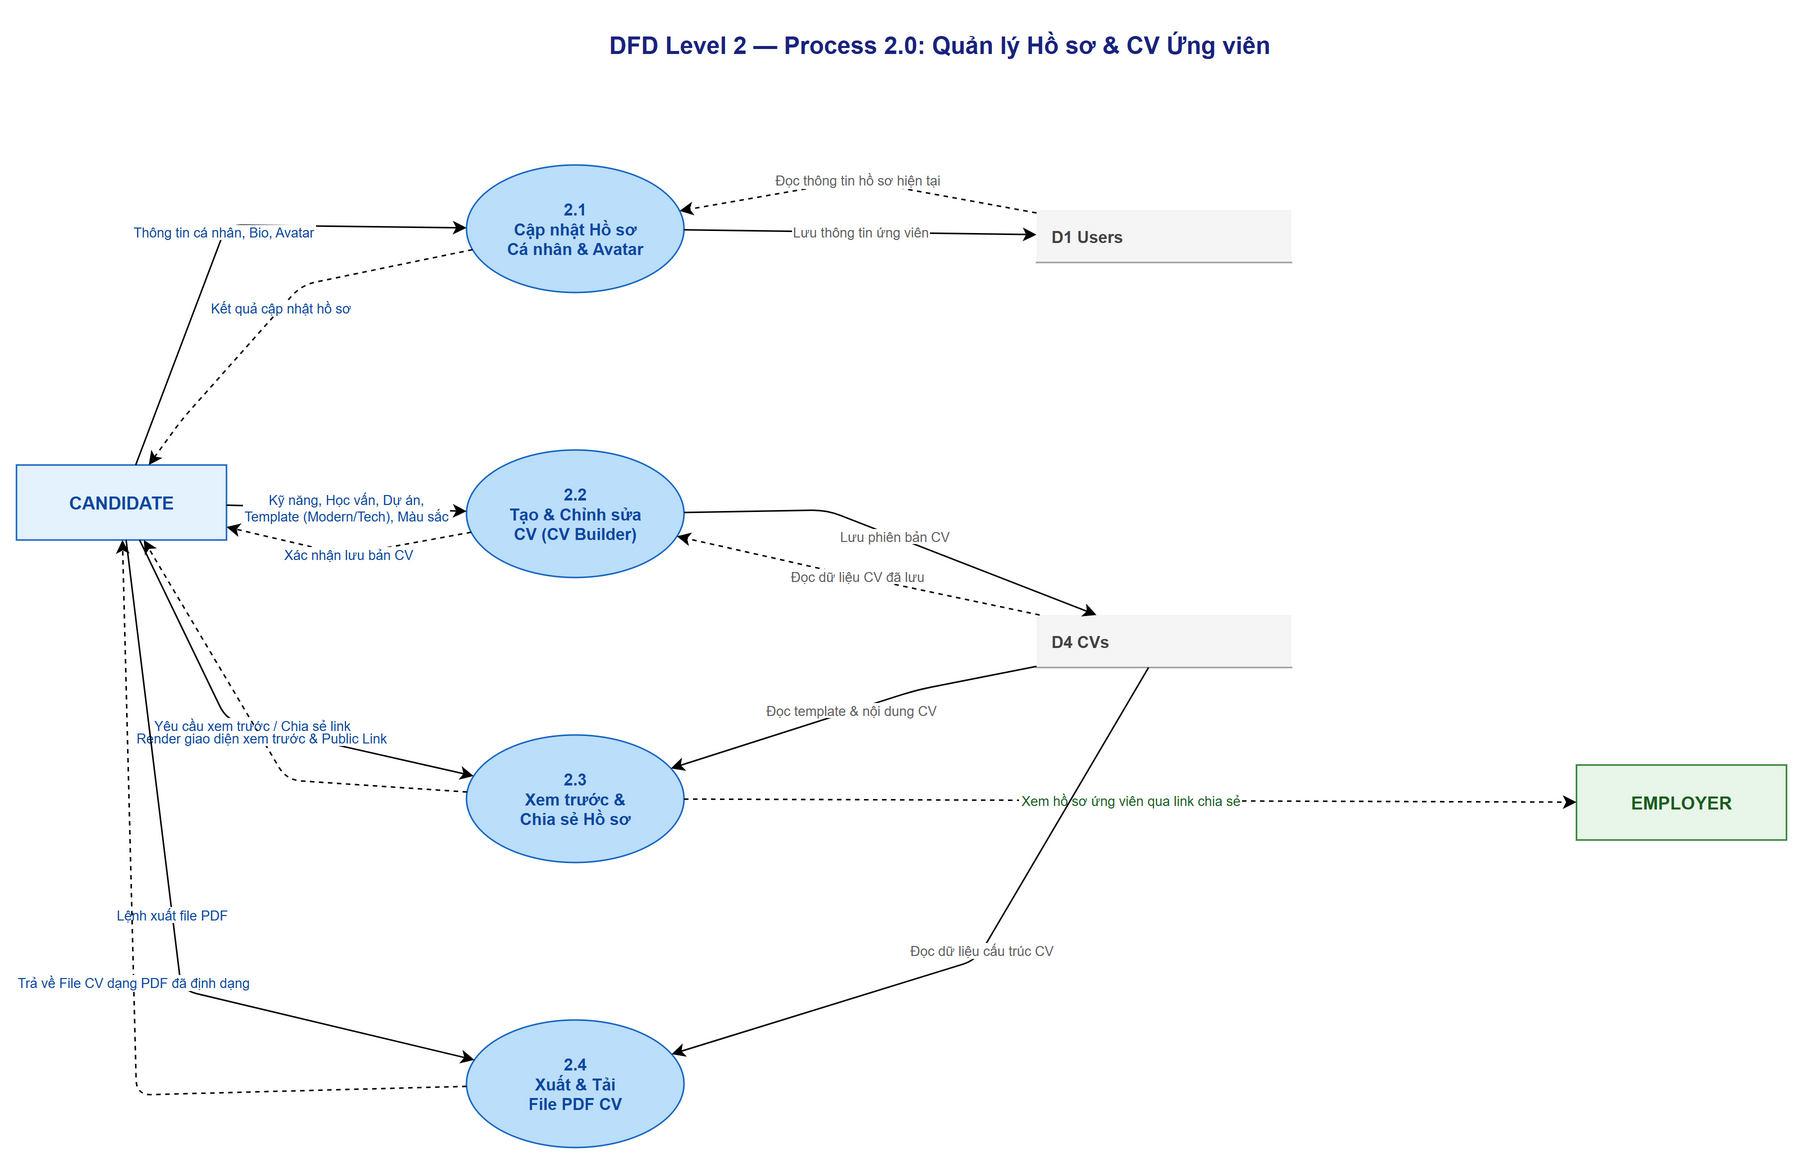 DFD Level 2 — Process 2.0: Quản lý Hồ sơ & CV Ứng viên
Đọc thông tin hồ sơ hiện tại
2.1
Cập nhật Hồ sơ
Cá nhân & Avatar
Thông tin cá nhân, Bio, Avatar
Lưu thông tin ứng viên
D1 Users
Kết quả cập nhật hồ sơ
CANDIDATE
Kỹ năng, Học vấn, Dự án,
Template (Modern/Tech), Màu sắc
2.2
Tạo & Chỉnh sửa
CV (CV Builder)
Lưu phiên bản CV
Xác nhận lưu bản CV
Đọc dữ liệu CV đã lưu
D4 CVs
Đọc template & nội dung CV
Yêu cầu xem trước / Chia sẻ link
Render giao diện xem trước & Public Link
2.3
Xem trước &
Chia sẻ Hồ sơ
Xem hồ sơ ứng viên qua link chia sẻ
EMPLOYER
Lệnh xuất file PDF
Đọc dữ liệu cấu trúc CV
Trả về File CV dạng PDF đã định dạng
2.4
Xuất & Tải
File PDF CV